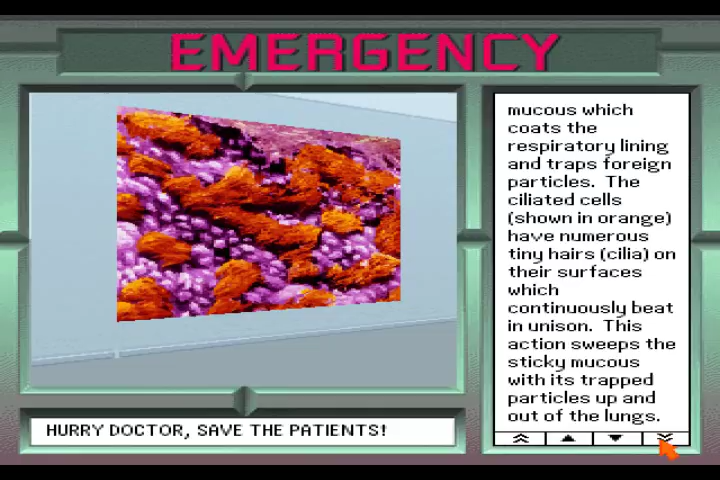 EMERGENCY
mucous which
coats the
respiratory lining
and traps foreign
particles. The
ciliated cells
(shown in orange)
have numerous
tiny hairs (cilia) on
their surfaces
which
continuously beat
in unison. This
action sweeps the
sticky mucous
with its trapped
particles up and
out of the lungs.
HURRY DOCTOR, SAVE THE PATIENTS!